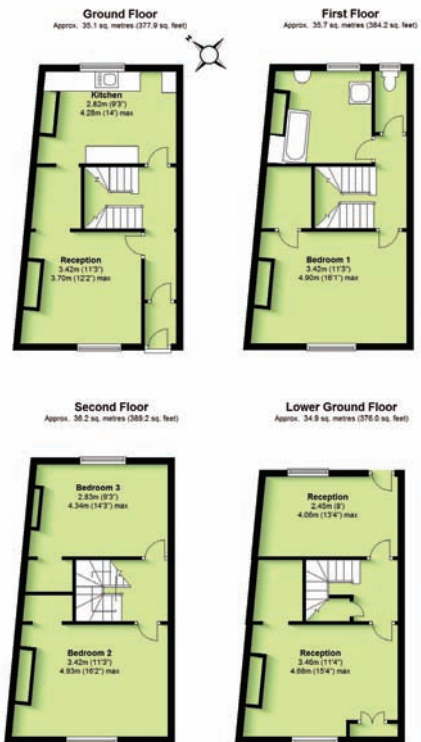 Ground Floor
Approx. 35.1 sq. metres (377.9 sq. feet)
N
Kitchen
2.82m (9'3")
4.28m (14') max
Reception
3.42m (11'3")
3.70m (12'2") max
First Floor
Approx. 35.7 sq. metres (384.2 sq. feet)
Bedroom 1
3.42m (11'3")
4.90m (16'1") max
Second Floor
Approx. 36.2 sq. metres (389.2 sq. feet)
Bedroom 3
2.83m (9'3")
4.34m (14'3") max
Bedroom 2
3.42m (11'3")
4.93m (16'2") max
Lower Ground Floor
Approx. 34.9 sq. metres (376.0 sq. feet)
Reception
2.45m (8')
4.06m (13'4") max
Reception
3.46m (11'4")
4.68m (15'4") max